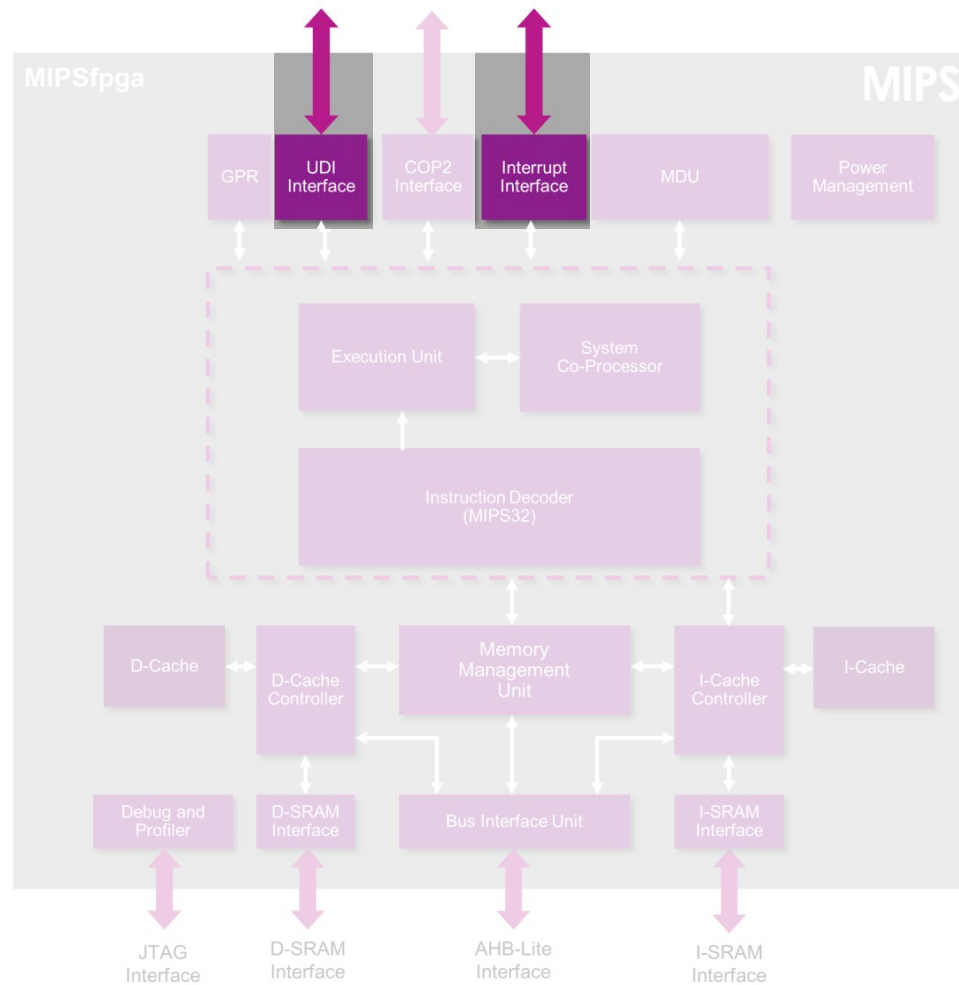 MIPSfpga
MIPS
GPR
UDI
Interface
COP2
Interface
Interrupt
Interface
MDU
Power
Management
Execution Unit
System
Co-Processor
Instruction Decoder
(MIPS32)
D-Cache
D-Cache
Controller
Memory
Management
Unit
I-Cache
Controller
I-Cache
Debug and
Profiler
D-SRAM
Interface
Bus Interface Unit
I-SRAM
Interface
JTAG
Interface
D-SRAM
Interface
AHB-Lite
Interface
I-SRAM
Interface